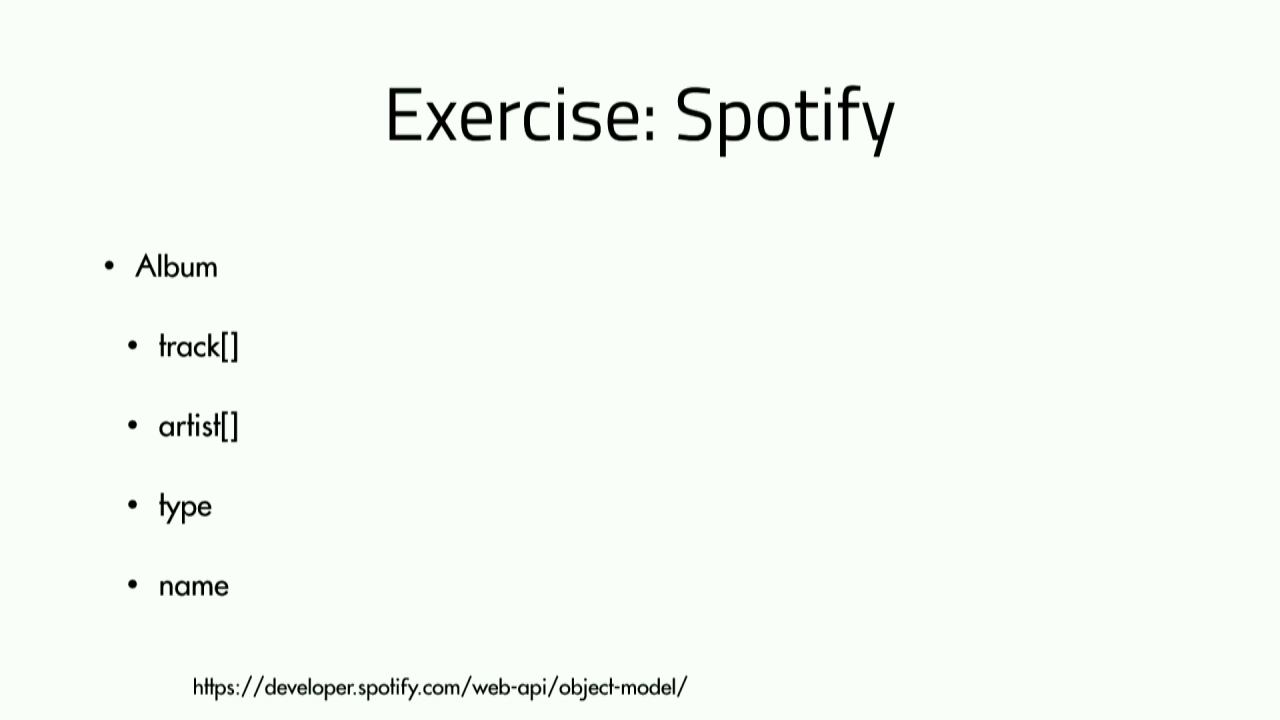 Exercise: Spotify
• Album
• track[]
• artist[]
• type
• name
https://developer.spotify.com/web-api/object-model/